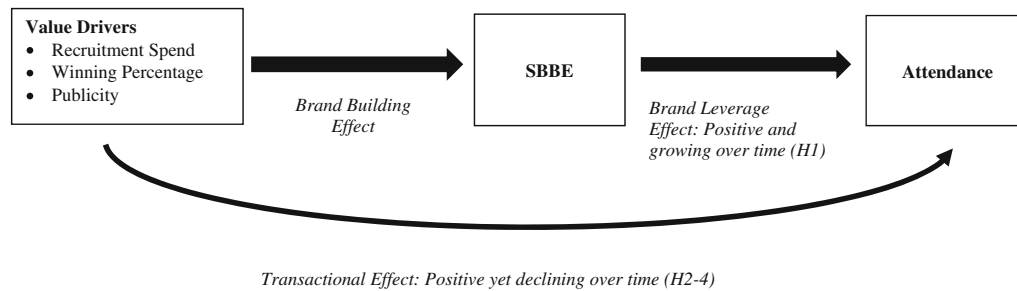 Value Drivers
• Recruitment Spend
• Winning Percentage
• Publicity
Brand Building
Effect
SBBE
Brand Leverage
Effect: Positive and
growing over time (H1)
Attendance
Transactional Effect: Positive yet declining over time (H2-4)